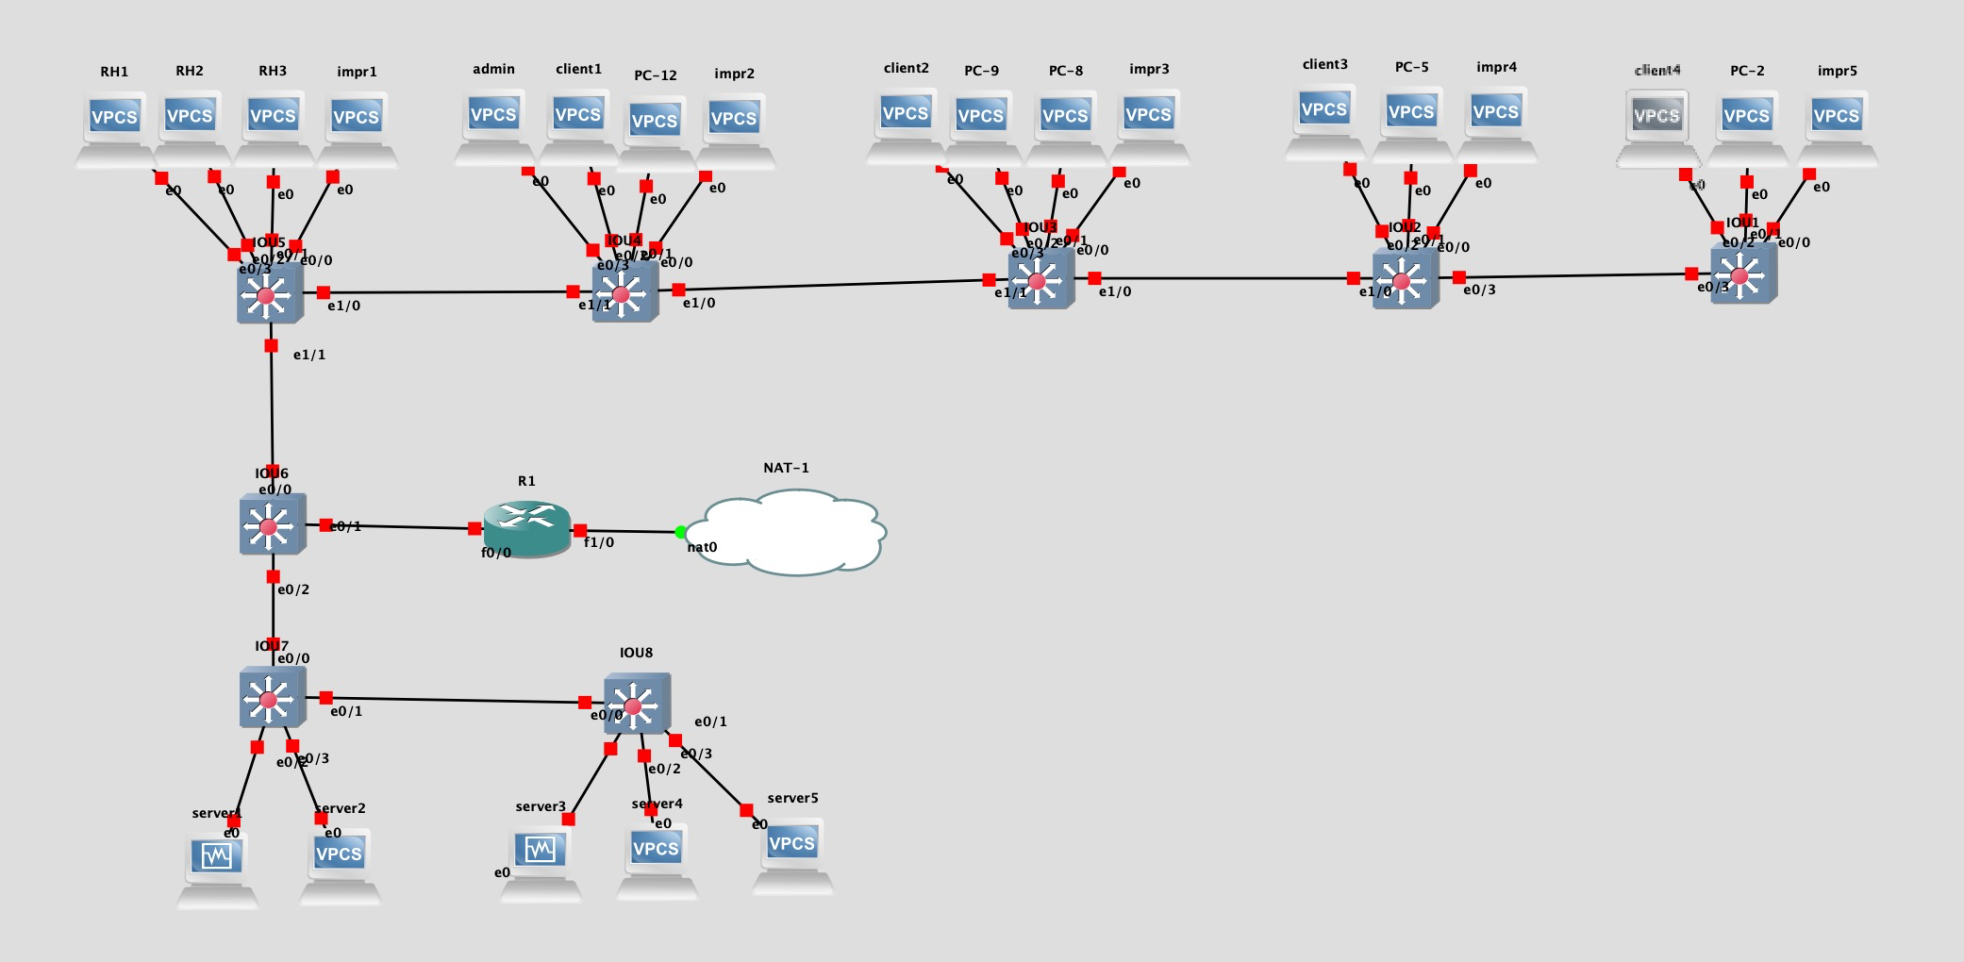 RH1 RH2 RH3 impr1 admin client1 PC-12 impr2 client2 PC-9 PC-8 impr3 client3 PC-5 impr4 client4 PC-2 impr5
VPCS VPCS VPCS VPCS VPCS VPCS VPCS VPCS VPCS VPCS VPCS VPCS VPCS VPCS VPCS VPCS VPCS VPCS
e0 e0 e0 e0 e0 e0 e0 e0 e0 e0 e0 e0 e0 e0 e0 e0 e0 e0
IOU5 IOU4 IOU3 IOU2 IOU1
e0/3 e0/2 e0/1 e0/0 e0/3 e0/2 e0/1 e0/0 e0/3 e0/2 e0/1 e0/0 e0/2 e0/1 e0/0 e0/2 e0/1 e0/0
e1/0 e1/1 e1/0 e1/1 e1/0 e1/0 e0/3 e0/3
e1/1
IOU6
e0/0
e0/1
R1
f0/0 f1/0
NAT-1
nat0
e0/2
IOU7
e0/0
e0/1
IOU8
e0/0 e0/1
e0/2 e0/3
e0/2 e0/3
server1 server2 server3 server4 server5
e0 e0 e0 e0 e0
VPCS VPCS VPCS